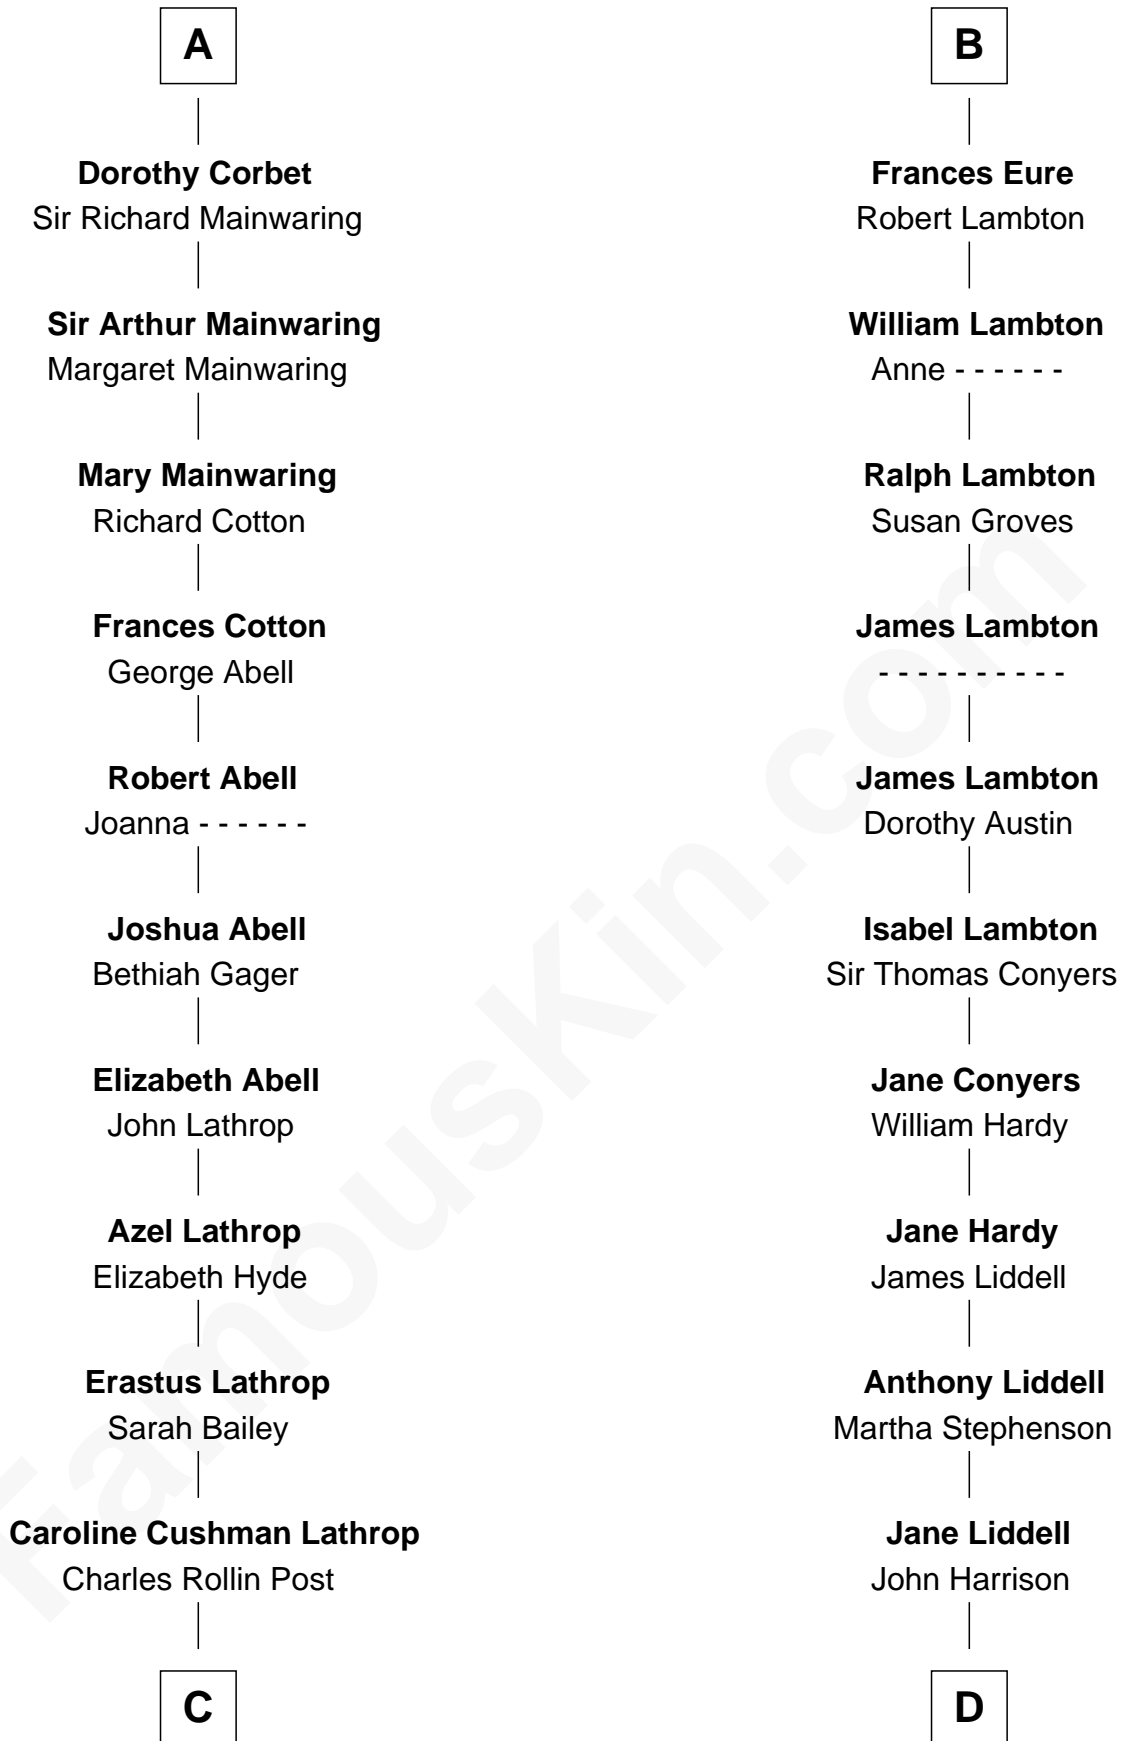 A
Dorothy Corbet
Sir Richard Mainwaring
Sir Arthur Mainwaring
Margaret Mainwaring
Mary Mainwaring
Richard Cotton
Frances Cotton
George Abell
Robert Abell
Joanna - - - - - -
Joshua Abell
Bethiah Gager
Elizabeth Abell
John Lathrop
Azel Lathrop
Elizabeth Hyde
Erastus Lathrop
Sarah Bailey
Caroline Cushman Lathrop
Charles Rollin Post
C
B
Frances Eure
Robert Lambton
William Lambton
Anne - - - - - -
Ralph Lambton
Susan Groves
James Lambton
- - - - - - - - - -
James Lambton
Dorothy Austin
Isabel Lambton
Sir Thomas Conyers
Jane Conyers
William Hardy
Jane Hardy
James Liddell
Anthony Liddell
Martha Stephenson
Jane Liddell
John Harrison
D
FamousKin.com